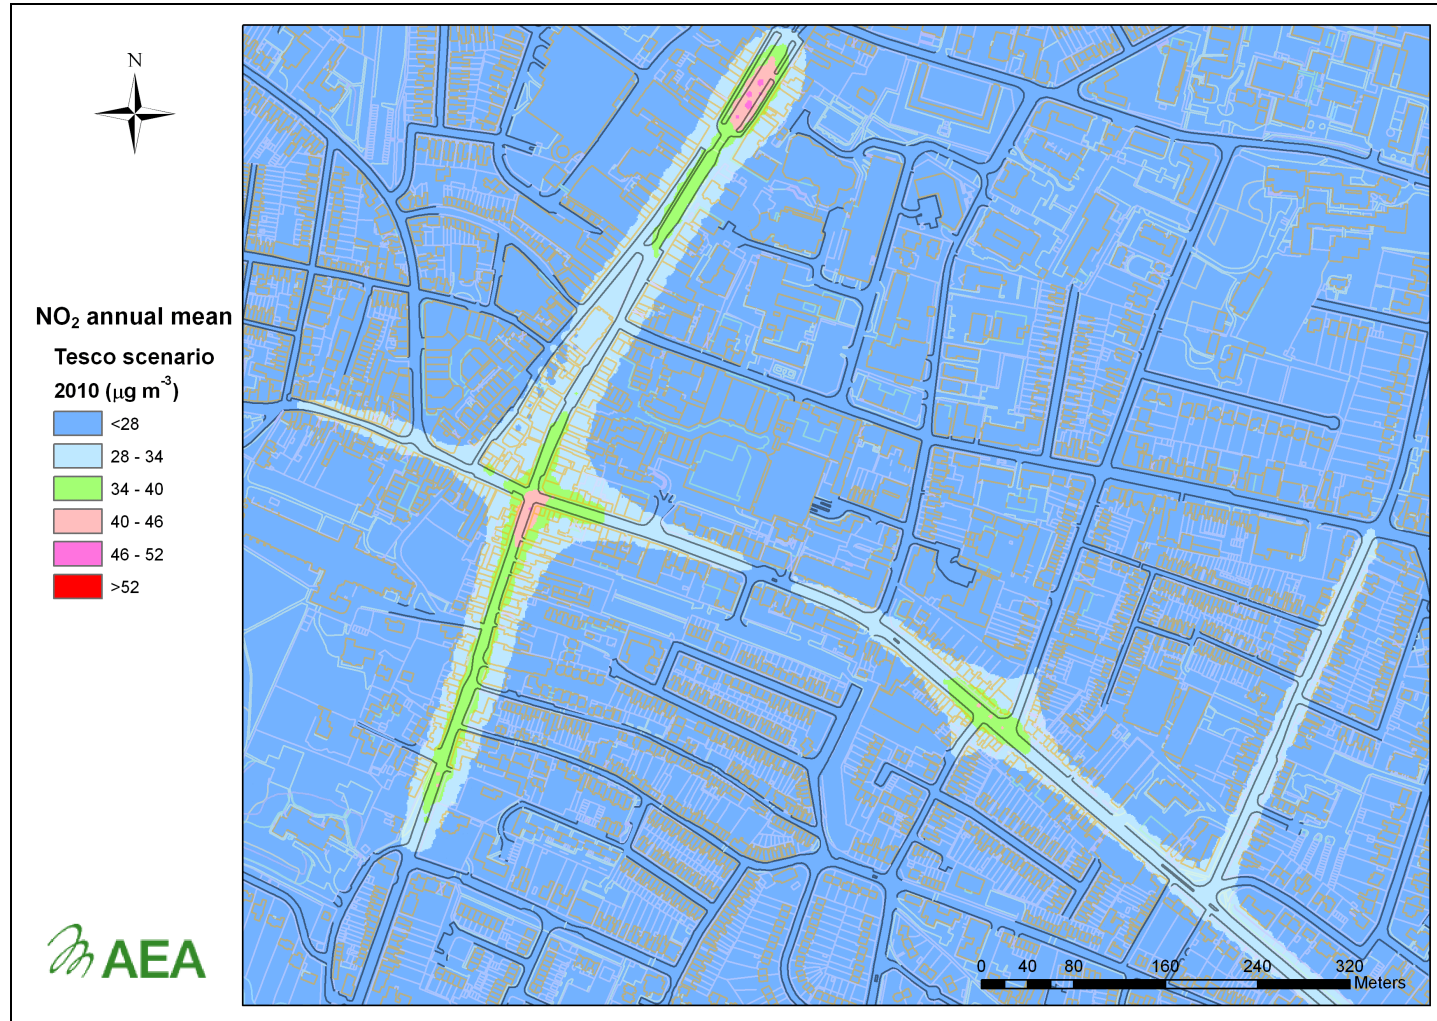 N
NO₂ annual mean
Tesco scenario
2010 (µg m⁻³)
<28
28 - 34
34 - 40
40 - 46
46 - 52
>52
AEA
0 40 80 160 240 320
Meters